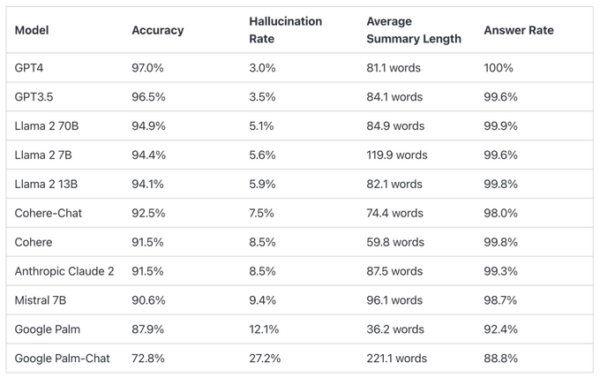 Model Accuracy Hallucination Rate Average Summary Length Answer Rate
GPT4 97.0% 3.0% 81.1 words 100%
GPT3.5 96.5% 3.5% 84.1 words 99.6%
Llama 2 70B 94.9% 5.1% 84.9 words 99.9%
Llama 2 7B 94.4% 5.6% 119.9 words 99.6%
Llama 2 13B 94.1% 5.9% 82.1 words 99.8%
Cohere-Chat 92.5% 7.5% 74.4 words 98.0%
Cohere 91.5% 8.5% 59.8 words 99.8%
Anthropic Claude 2 91.5% 8.5% 87.5 words 99.3%
Mistral 7B 90.6% 9.4% 96.1 words 98.7%
Google Palm 87.9% 12.1% 36.2 words 92.4%
Google Palm-Chat 72.8% 27.2% 221.1 words 88.8%